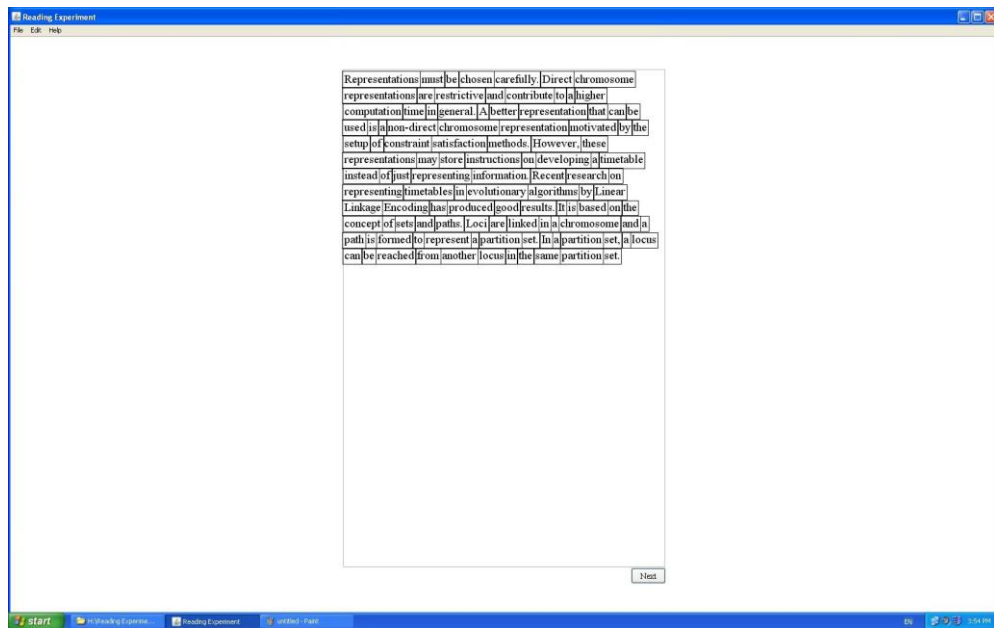 Reading Experiment
File Edit Help
Representations must be chosen carefully. Direct chromosome
representations are restrictive and contribute to a higher
computation time in general. A better representation that can be
used is a non-direct chromosome representation motivated by the
setup of constraint satisfaction methods. However, these
representations may store instructions on developing a timetable
instead of just representing information. Recent research on
representing timetables in evolutionary algorithms by Linear
Linkage Encoding has produced good results. It is based on the
concept of sets and paths. Loci are linked in a chromosome and a
path is formed to represent a partition set. In a partition set, a locus
can be reached from another locus in the same partition set.
Next
start H:\Reading Experime... Reading Experiment untitled - Paint EN 3:54 PM